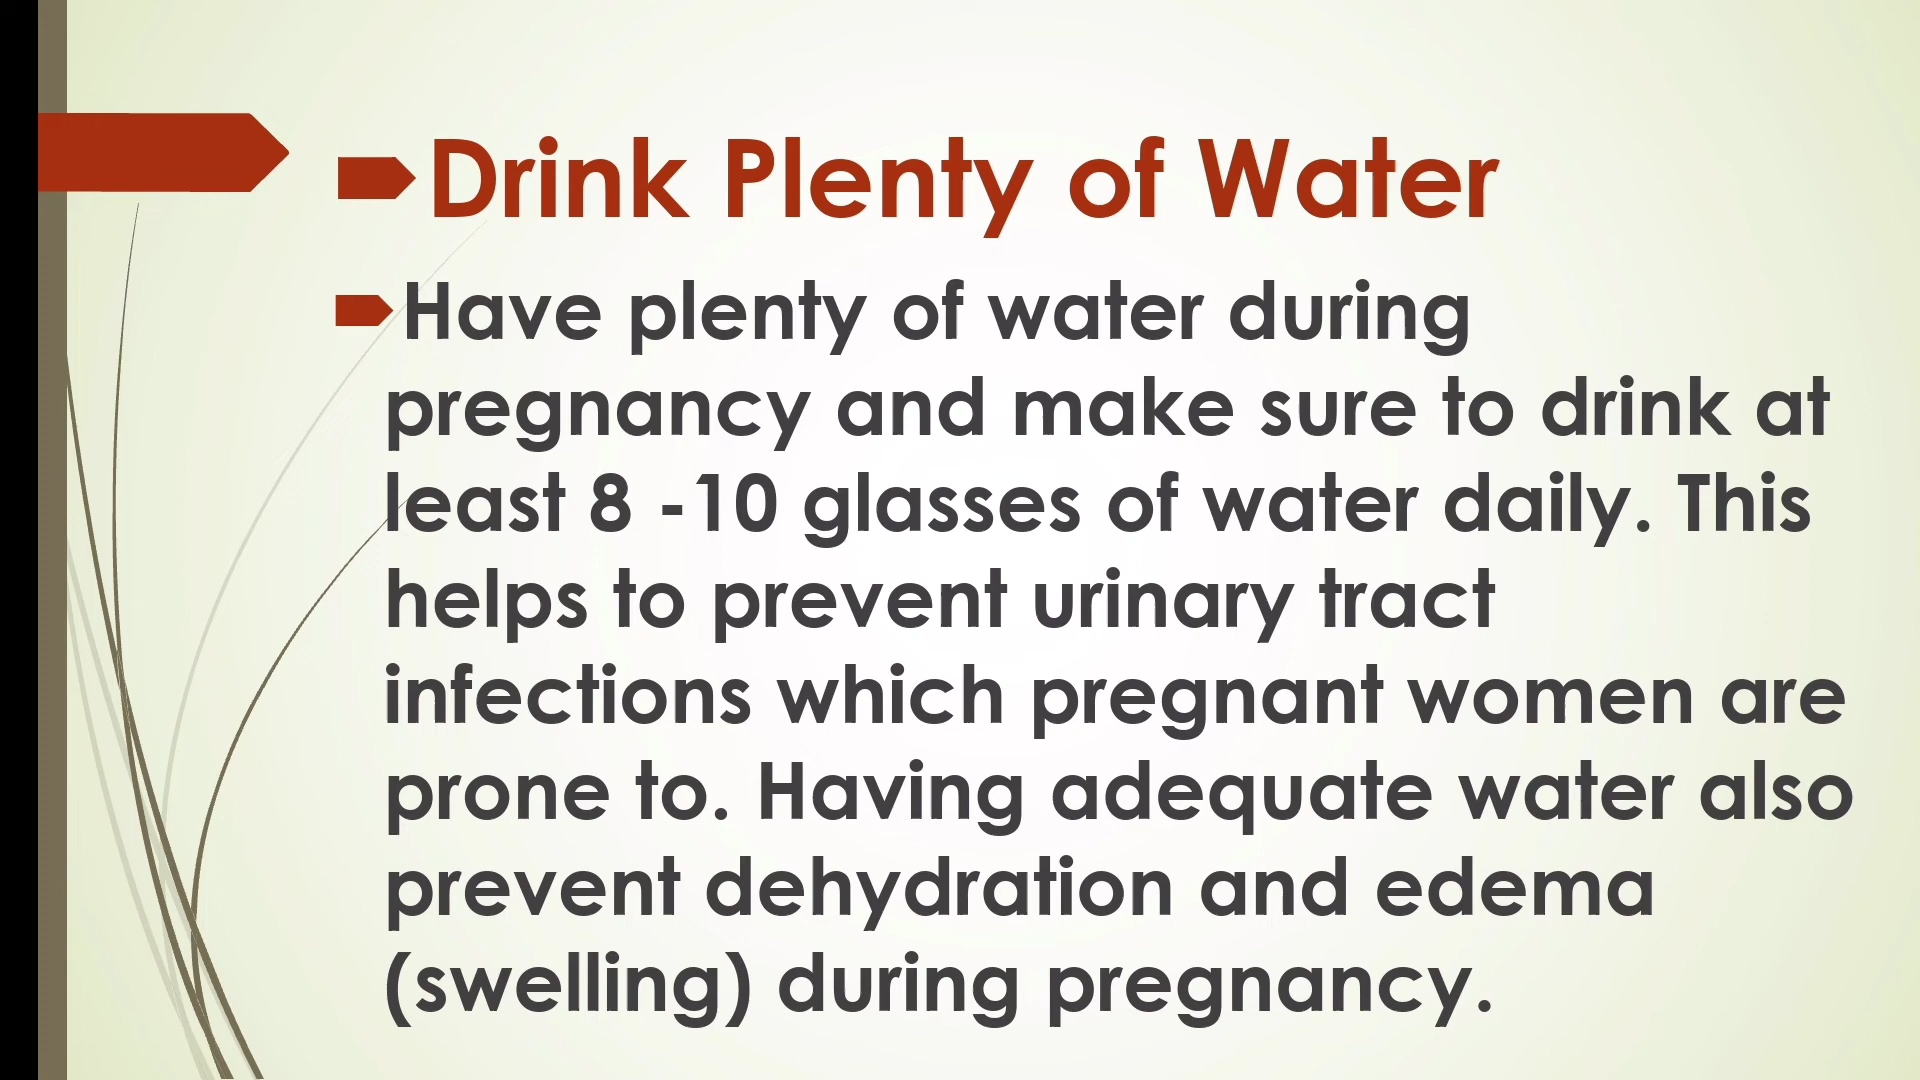 Drink Plenty of Water
Have plenty of water during
pregnancy and make sure to drink at
least 8 -10 glasses of water daily. This
helps to prevent urinary tract
infections which pregnant women are
prone to. Having adequate water also
prevent dehydration and edema
(swelling) during pregnancy.